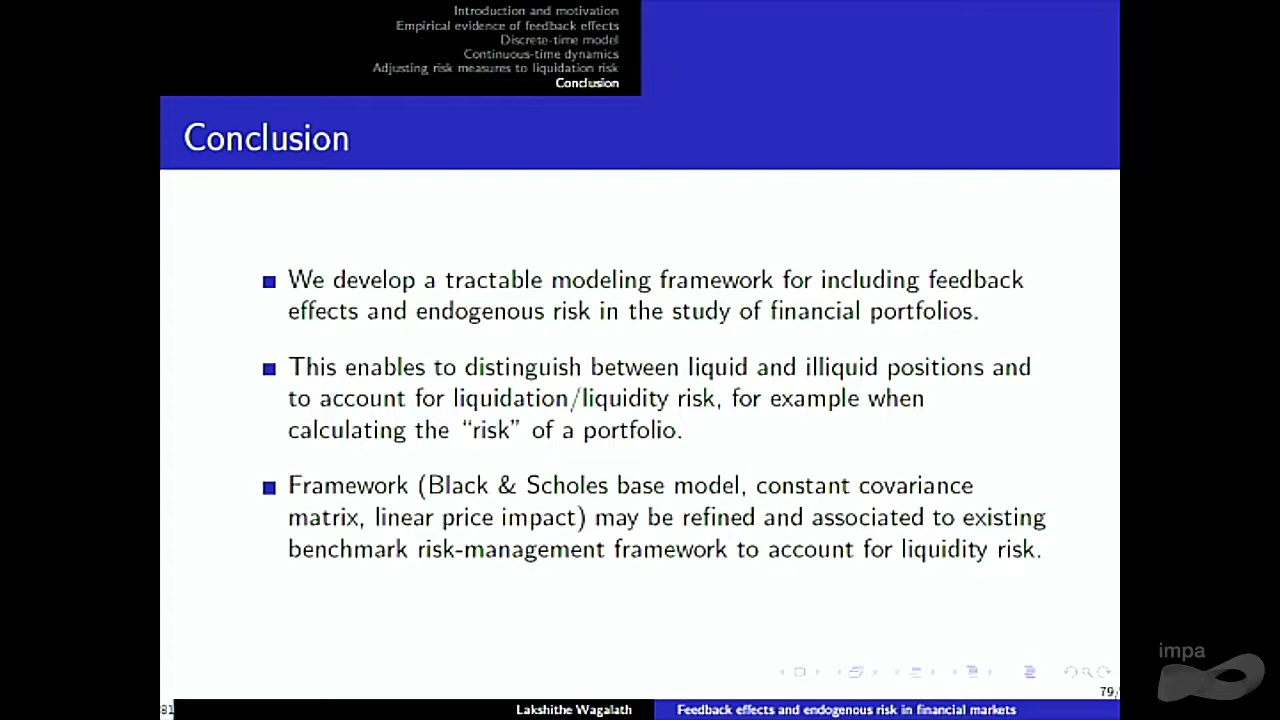 Introduction and motivation
Empirical evidence of feedback effects
Discrete-time model
Continuous-time dynamics
Adjusting risk measures to liquidation risk
Conclusion
Conclusion
We develop a tractable modeling framework for including feedback
effects and endogenous risk in the study of financial portfolios.
This enables to distinguish between liquid and illiquid positions and
to account for liquidation/liquidity risk, for example when
calculating the “risk” of a portfolio.
Framework (Black & Scholes base model, constant covariance
matrix, linear price impact) may be refined and associated to existing
benchmark risk-management framework to account for liquidity risk.
impa
79/
81
Lakshithe Wagalath
Feedback effects and endogenous risk in financial markets